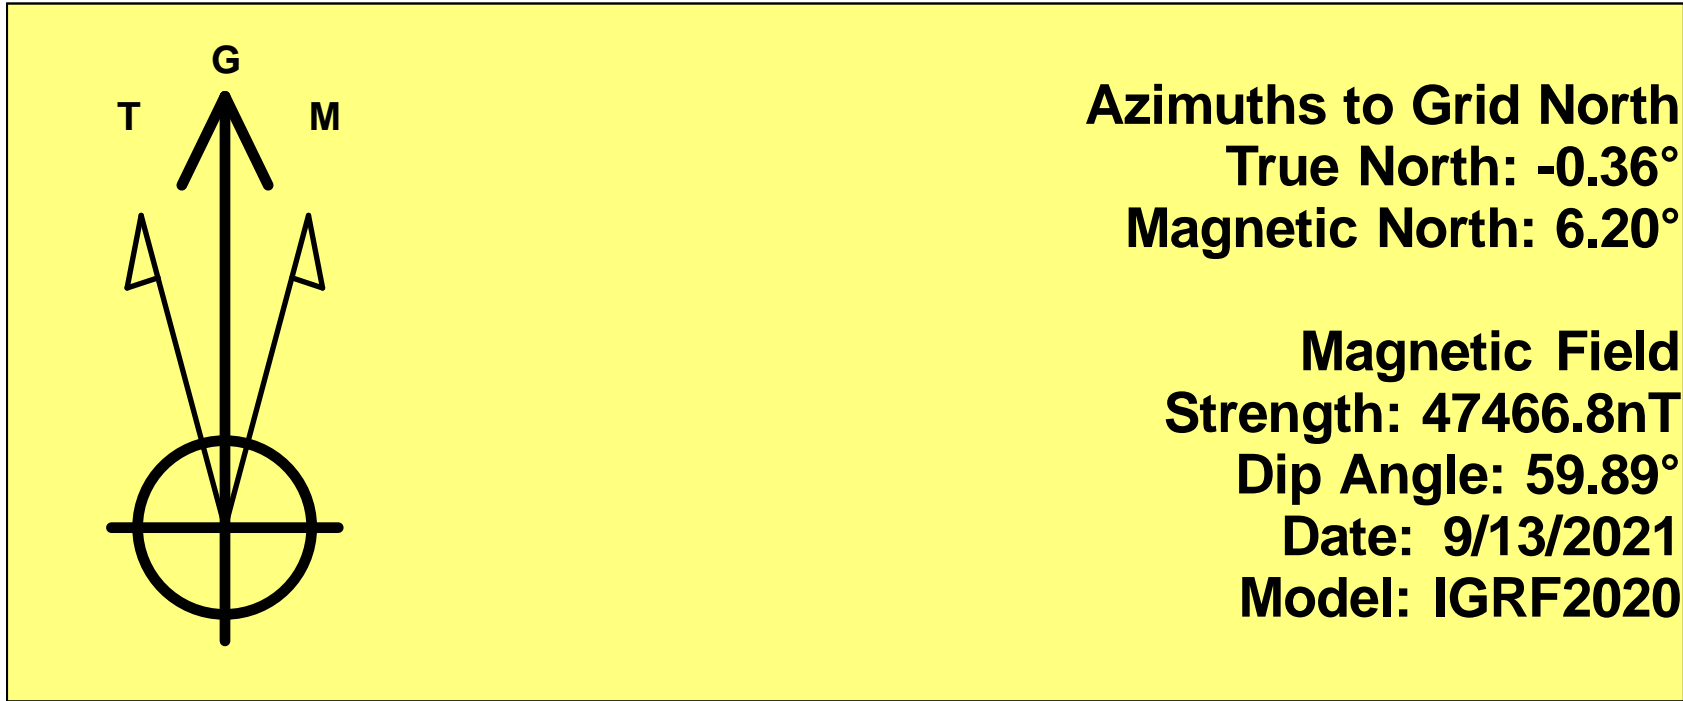 G
T
M
Azimuths to Grid North
True North: -0.36°
Magnetic North: 6.20°
Magnetic Field
Strength: 47466.8nT
Dip Angle: 59.89°
Date: 9/13/2021
Model: IGRF2020